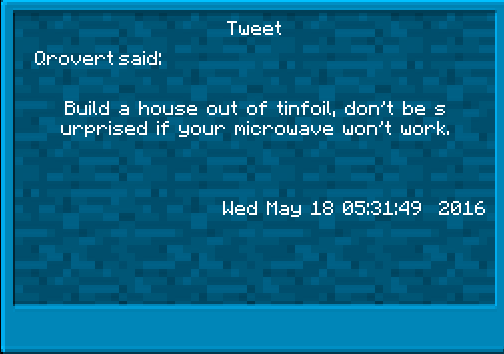 Tweet
Orovert said:
Build a house out of tinfoil, don't be s
urprised if your microwave won't work.
Wed May 18 05:31:49 2016